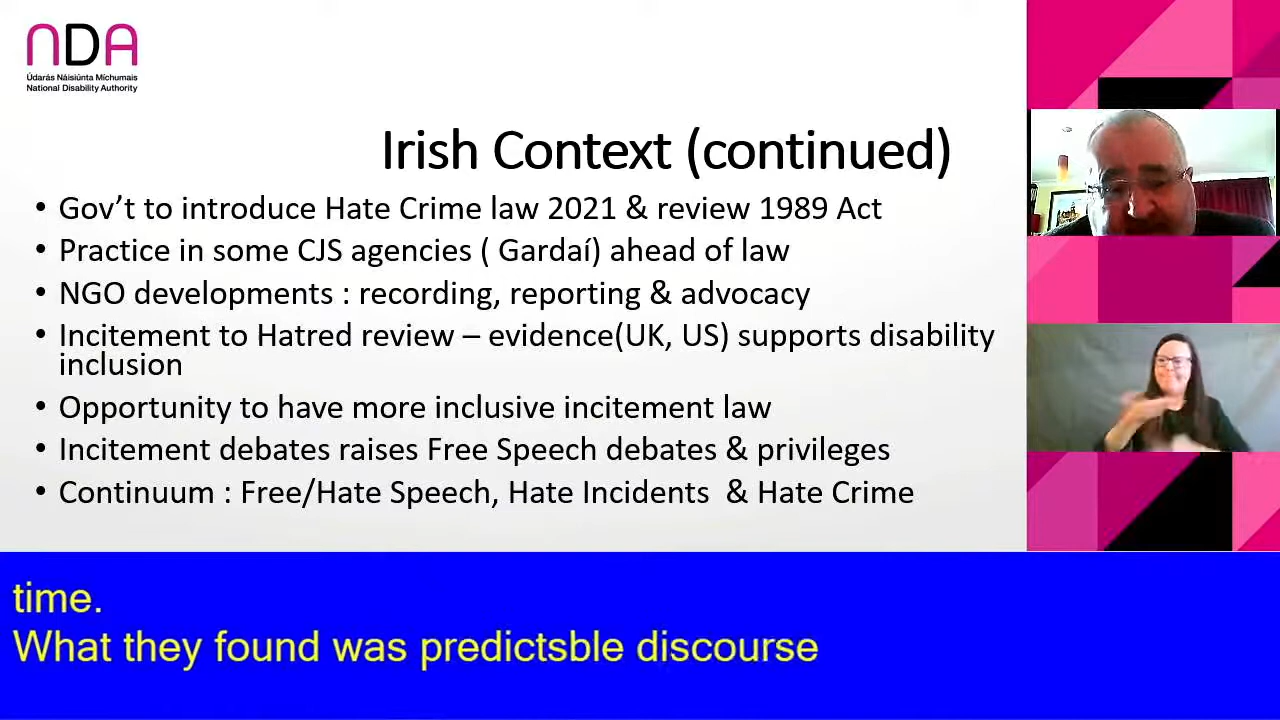 NDA
Údarás Náisiúnta Míchumais
National Disability Authority
Irish Context (continued)
• Gov’t to introduce Hate Crime law 2021 & review 1989 Act
• Practice in some CJS agencies ( Gardaí) ahead of law
• NGO developments : recording, reporting & advocacy
• Incitement to Hatred review – evidence(UK, US) supports disability
inclusion
• Opportunity to have more inclusive incitement law
• Incitement debates raises Free Speech debates & privileges
• Continuum : Free/Hate Speech, Hate Incidents & Hate Crime
time.
What they found was predictsble discourse